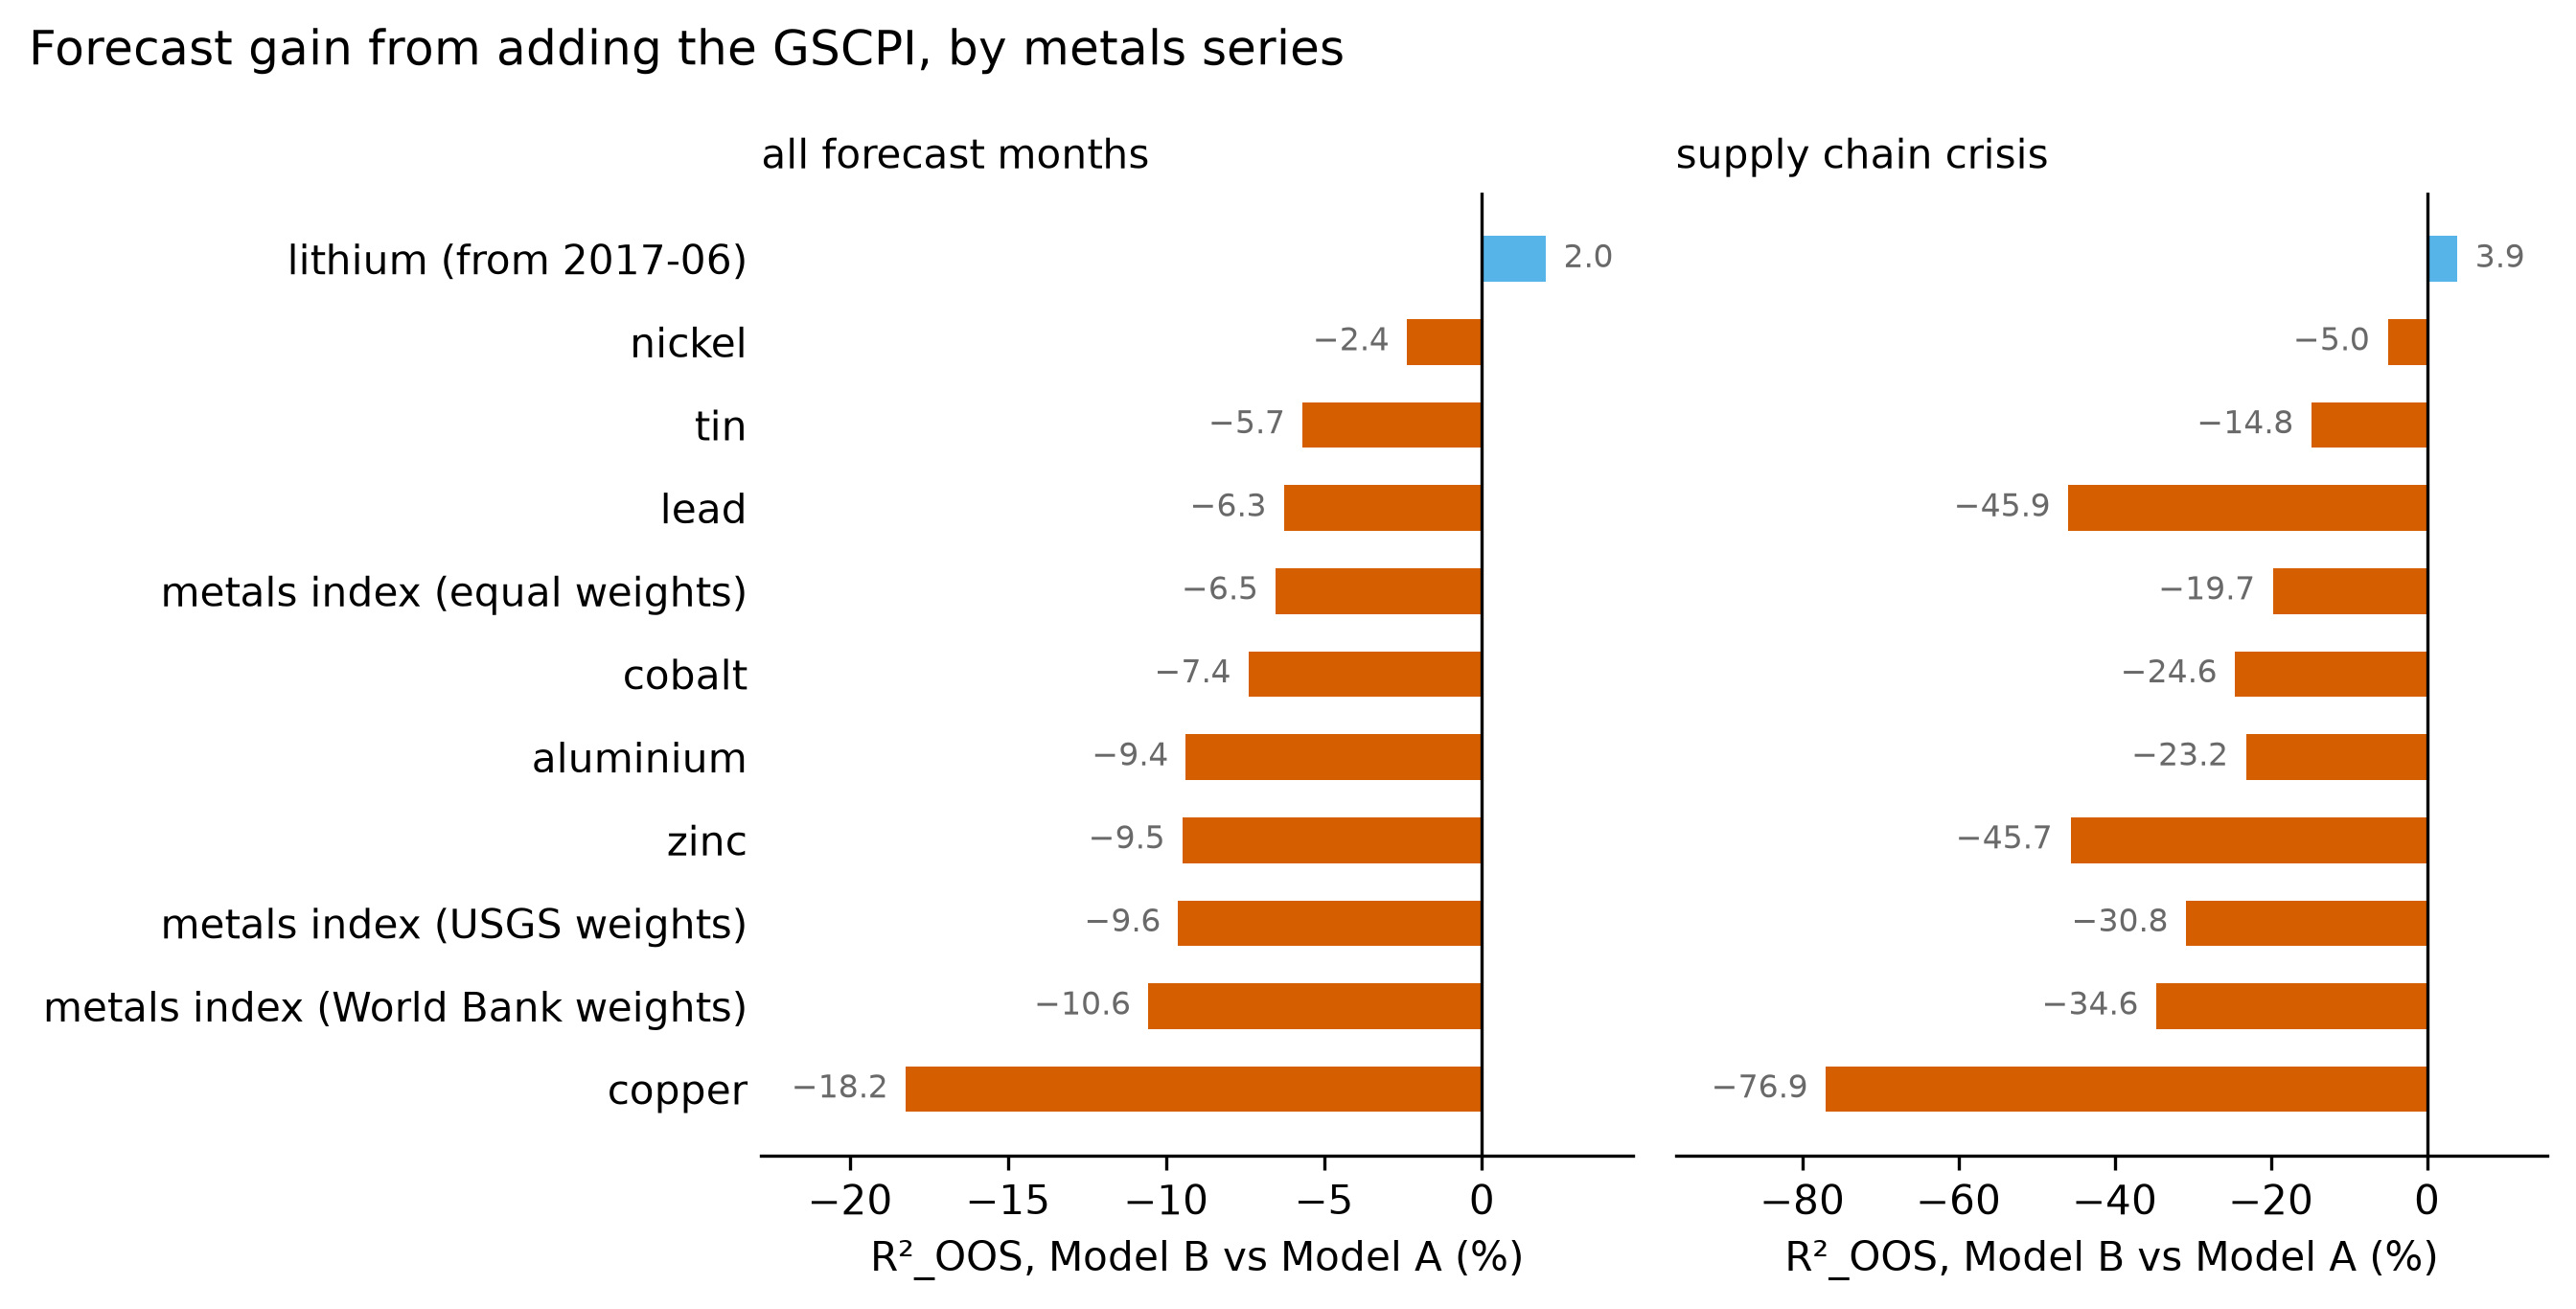 Forecast gain from adding the GSCPI, by metals series
all forecast months
supply chain crisis
lithium (from 2017-06) 2.0 3.9
nickel −2.4 −5.0
tin −5.7 −14.8
lead −6.3 −45.9
metals index (equal weights) −6.5 −19.7
cobalt −7.4 −24.6
aluminium −9.4 −23.2
zinc −9.5 −45.7
metals index (USGS weights) −9.6 −30.8
metals index (World Bank weights) −10.6 −34.6
copper −18.2 −76.9
−20 −15 −10 −5 0
−80 −60 −40 −20 0
R²_OOS, Model B vs Model A (%)
R²_OOS, Model B vs Model A (%)